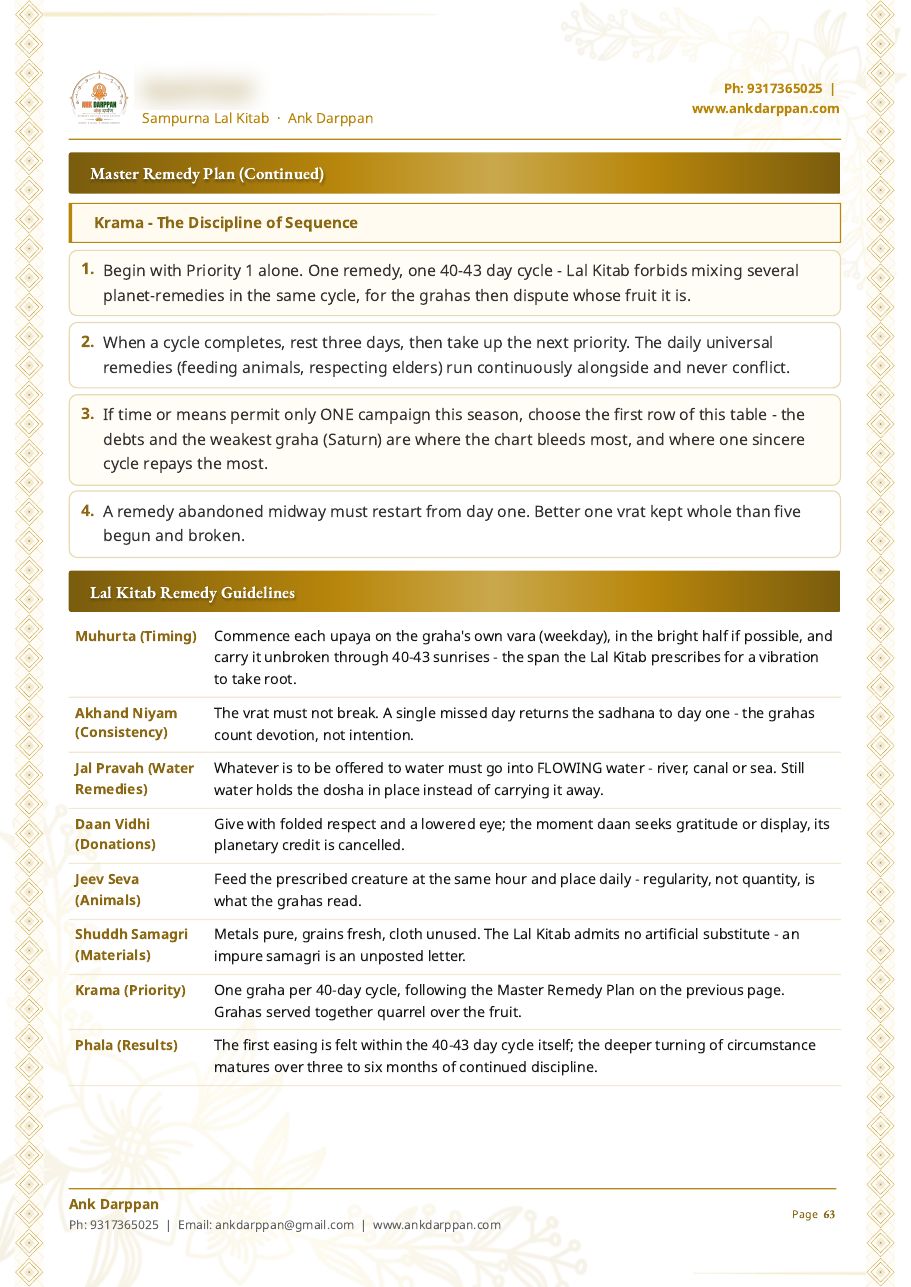 ANK DARPPAN
Sampurna Lal Kitab · Ank Darppan
Ph: 9317365025 |
www.ankdarppan.com
Master Remedy Plan (Continued)
Krama - The Discipline of Sequence
1. Begin with Priority 1 alone. One remedy, one 40-43 day cycle - Lal Kitab forbids mixing several
planet-remedies in the same cycle, for the grahas then dispute whose fruit it is.
2. When a cycle completes, rest three days, then take up the next priority. The daily universal
remedies (feeding animals, respecting elders) run continuously alongside and never conflict.
3. If time or means permit only ONE campaign this season, choose the first row of this table - the
debts and the weakest graha (Saturn) are where the chart bleeds most, and where one sincere
cycle repays the most.
4. A remedy abandoned midway must restart from day one. Better one vrat kept whole than five
begun and broken.
Lal Kitab Remedy Guidelines
Muhurta (Timing) Commence each upaya on the graha's own vara (weekday), in the bright half if possible, and
carry it unbroken through 40-43 sunrises - the span the Lal Kitab prescribes for a vibration
to take root.
Akhand Niyam The vrat must not break. A single missed day returns the sadhana to day one - the grahas
(Consistency) count devotion, not intention.
Jal Pravah (Water Whatever is to be offered to water must go into FLOWING water - river, canal or sea. Still
Remedies) water holds the dosha in place instead of carrying it away.
Daan Vidhi Give with folded respect and a lowered eye; the moment daan seeks gratitude or display, its
(Donations) planetary credit is cancelled.
Jeev Seva Feed the prescribed creature at the same hour and place daily - regularity, not quantity, is
(Animals) what the grahas read.
Shuddh Samagri Metals pure, grains fresh, cloth unused. The Lal Kitab admits no artificial substitute - an
(Materials) impure samagri is an unposted letter.
Krama (Priority) One graha per 40-day cycle, following the Master Remedy Plan on the previous page.
Grahas served together quarrel over the fruit.
Phala (Results) The first easing is felt within the 40-43 day cycle itself; the deeper turning of circumstance
matures over three to six months of continued discipline.
Ank Darppan
Ph: 9317365025 | Email: ankdarppan@gmail.com | www.ankdarppan.com
Page 63